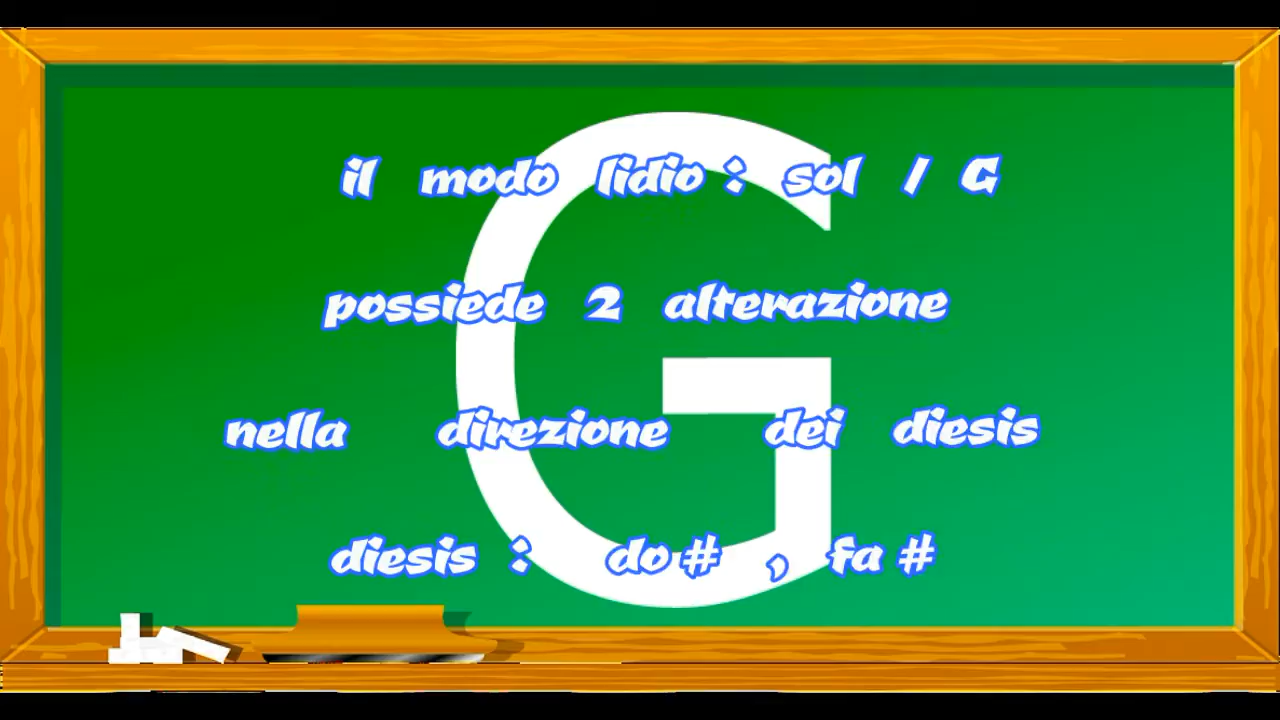 il modo lidio : sol / G
possiede 2 alterazione
nella direzione dei diesis
diesis : do # , fa #
G